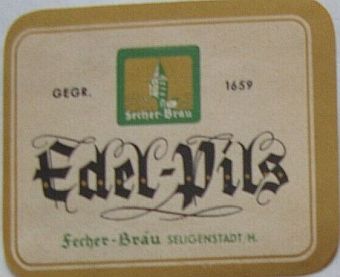 GEGR. 1659
Fecher-Bräu
Edel-Pils
Fecher-Bräu SELIGENSTADT/H.